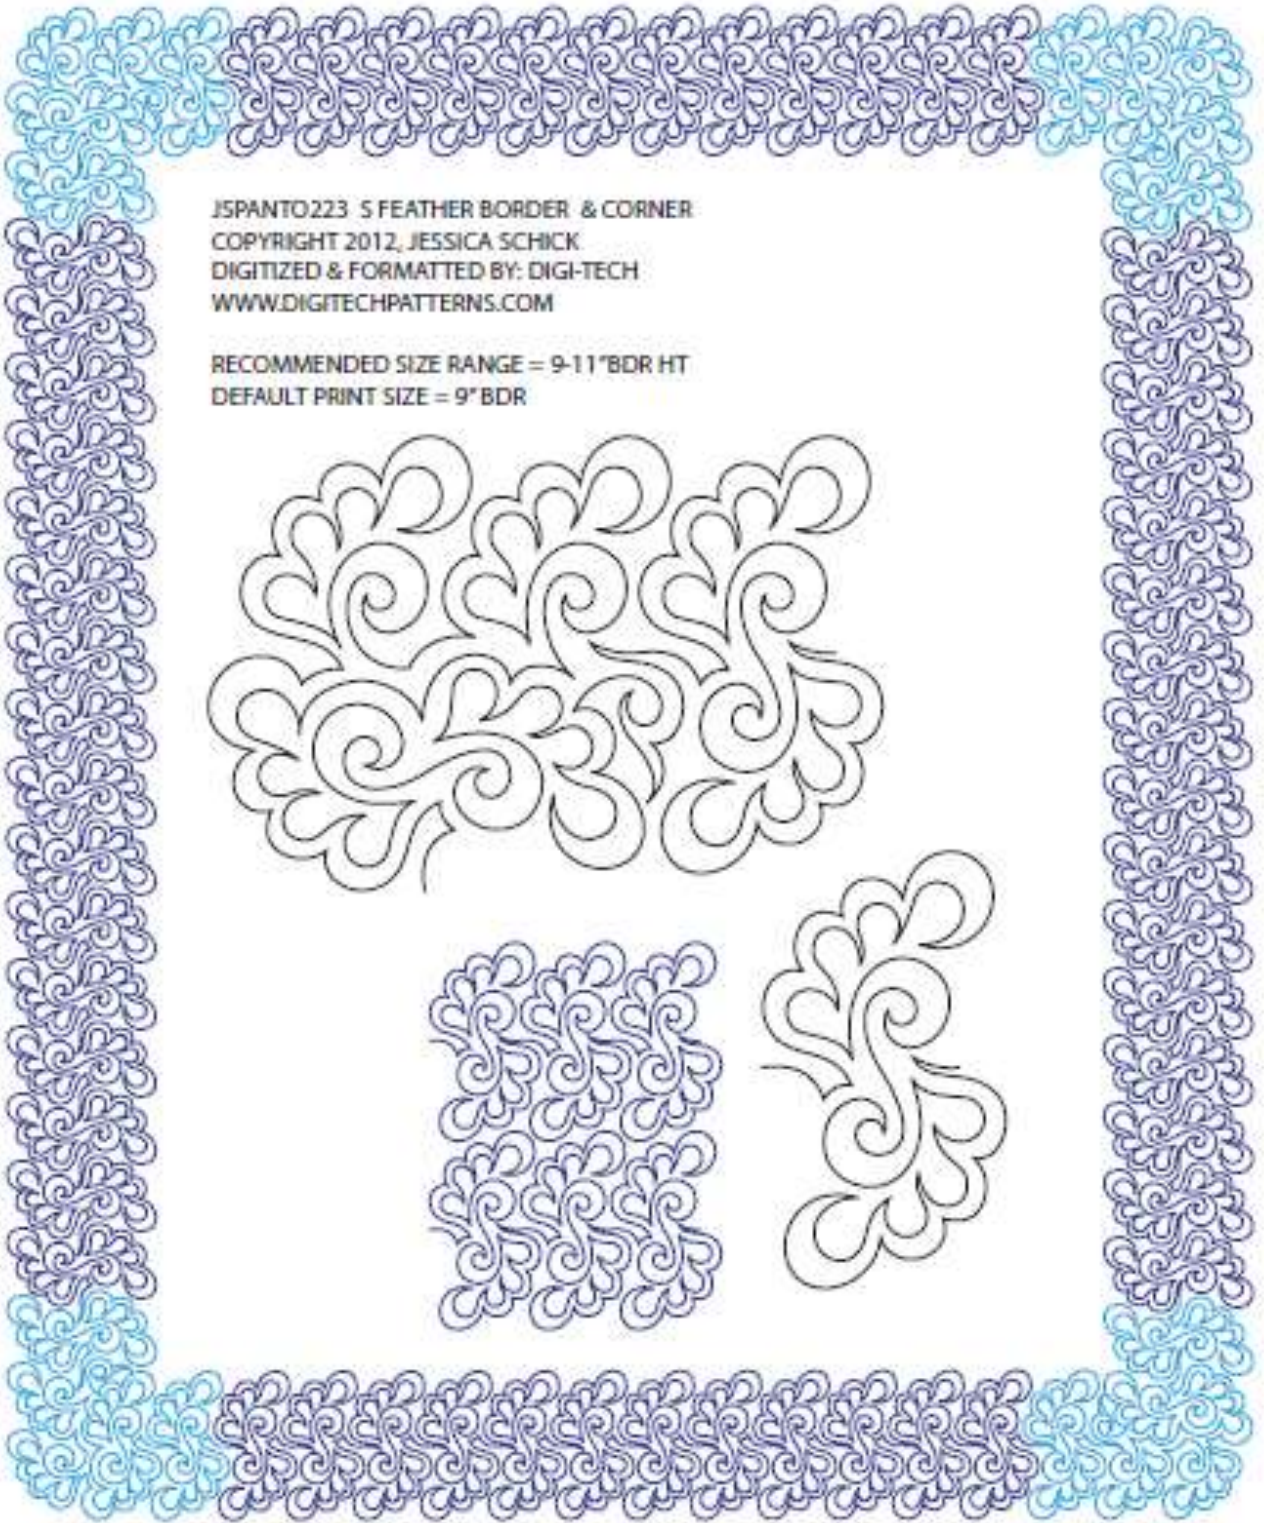 JSPANTO223 S FEATHER BORDER & CORNER
COPYRIGHT 2012, JESSICA SCHICK
DIGITIZED & FORMATTED BY: DIGI-TECH
WWW.DIGITECHPATTERNS.COM
RECOMMENDED SIZE RANGE = 9-11"BDR HT
DEFAULT PRINT SIZE = 9" BDR